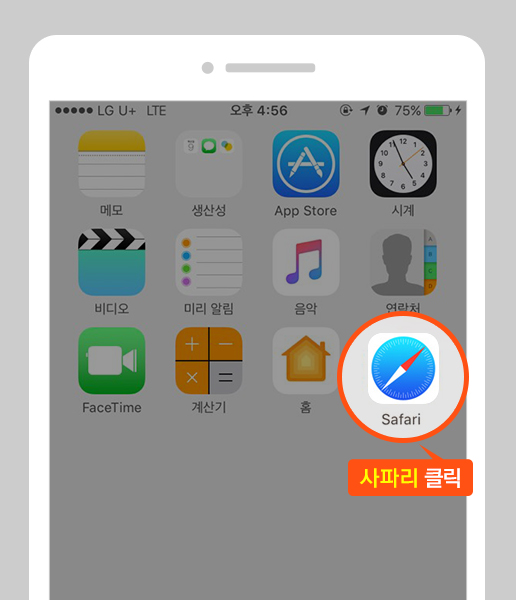 LG U+ LTE 오후 4:56 75%
메모 생산성 App Store 시계
비디오 미리 알림 음악 연락처
FaceTime 계산기 홈 Safari
사파리 클릭